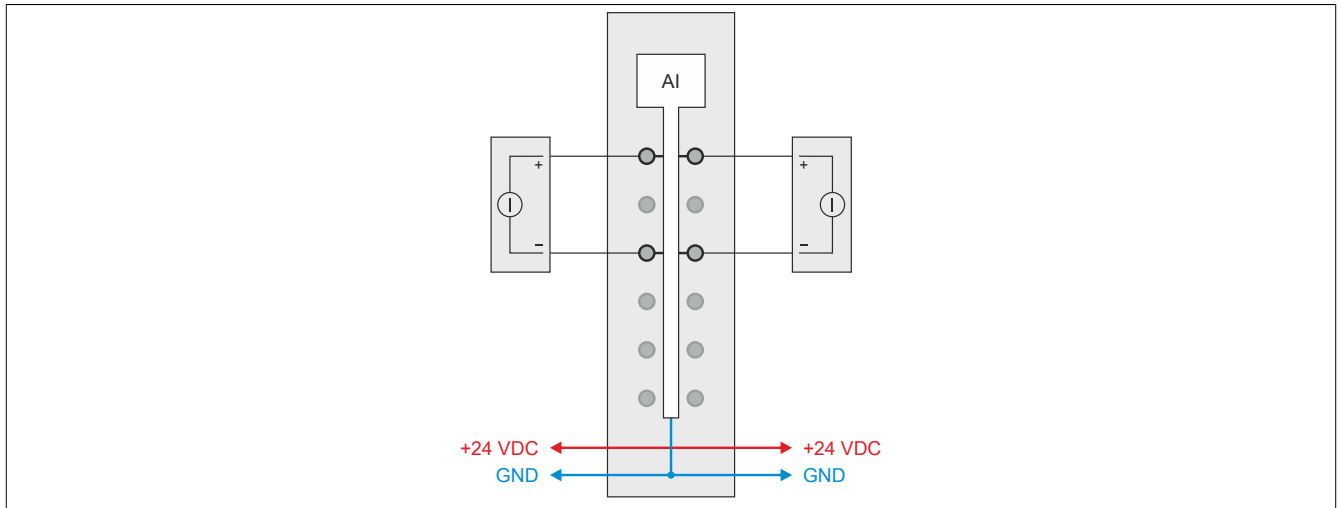 AI
+ +
I I
− −
+24 VDC +24 VDC
GND GND